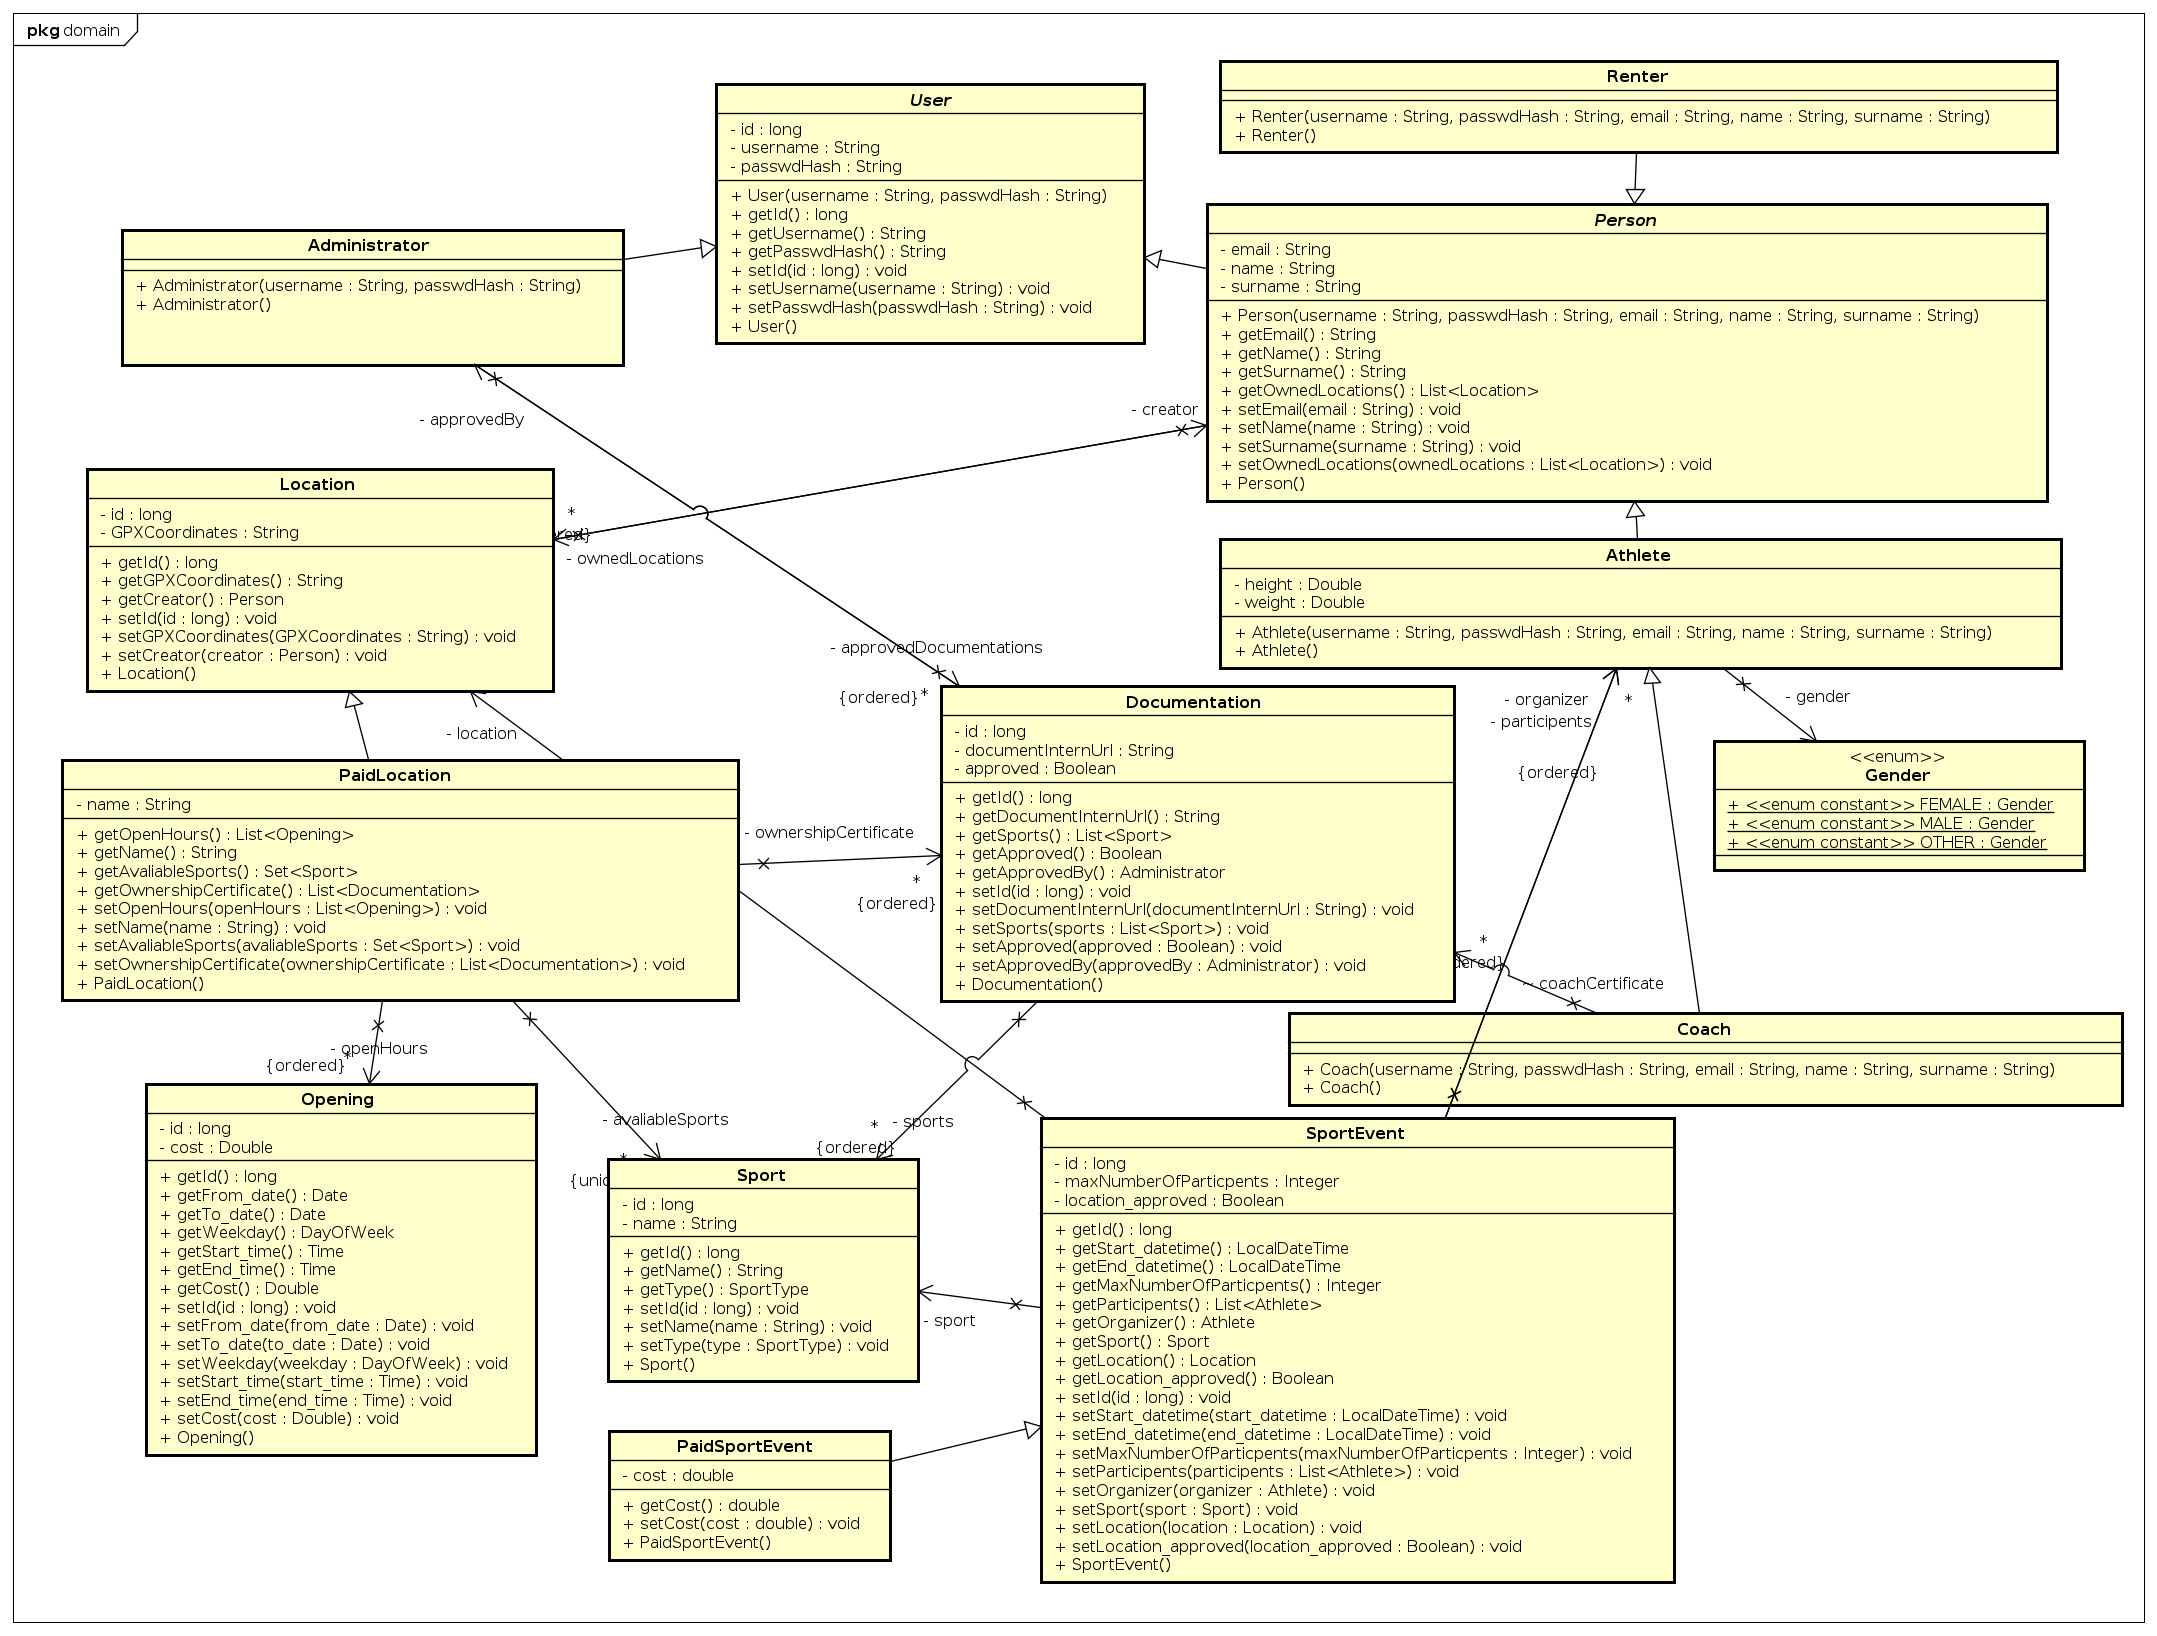 pkg domain
User
- id : long
- username : String
- passwdHash : String
+ User(username : String, passwdHash : String)
+ getId() : long
+ getUsername() : String
+ getPasswdHash() : String
+ setId(id : long) : void
+ setUsername(username : String) : void
+ setPasswdHash(passwdHash : String) : void
+ User()
Renter
+ Renter(username : String, passwdHash : String, email : String, name : String, surname : String)
+ Renter()
Administrator
+ Administrator(username : String, passwdHash : String)
+ Administrator()
Person
- email : String
- name : String
- surname : String
+ Person(username : String, passwdHash : String, email : String, name : String, surname : String)
+ getEmail() : String
+ getName() : String
+ getSurname() : String
+ getOwnedLocations() : List<Location>
+ setEmail(email : String) : void
+ setName(name : String) : void
+ setSurname(surname : String) : void
+ setOwnedLocations(ownedLocations : List<Location>) : void
+ Person()
- approvedBy
- creator
Location
- id : long
- GPXCoordinates : String
+ getId() : long
+ getGPXCoordinates() : String
+ getCreator() : Person
+ setId(id : long) : void
+ setGPXCoordinates(GPXCoordinates : String) : void
+ setCreator(creator : Person) : void
+ Location()
*
- ownedLocations
Athlete
- height : Double
- weight : Double
+ Athlete(username : String, passwdHash : String, email : String, name : String, surname : String)
+ Athlete()
- approvedDocumentations
{ordered} *
- organizer
*
- participents
{ordered}
- gender
- location
<<enum>>
Gender
+ <<enum constant>> FEMALE : Gender
+ <<enum constant>> MALE : Gender
+ <<enum constant>> OTHER : Gender
Documentation
- id : long
- documentInternUrl : String
- approved : Boolean
+ getId() : long
+ getDocumentInternUrl() : String
+ getSports() : List<Sport>
+ getApproved() : Boolean
+ getApprovedBy() : Administrator
+ setId(id : long) : void
+ setDocumentInternUrl(documentInternUrl : String) : void
+ setSports(sports : List<Sport>) : void
+ setApproved(approved : Boolean) : void
+ setApprovedBy(approvedBy : Administrator) : void
+ Documentation()
PaidLocation
- name : String
+ getOpenHours() : List<Opening>
+ getName() : String
+ getAvaliableSports() : Set<Sport>
+ getOwnershipCertificate() : List<Documentation>
+ setOpenHours(openHours : List<Opening>) : void
+ setName(name : String) : void
+ setAvaliableSports(avaliableSports : Set<Sport>) : void
+ setOwnershipCertificate(ownershipCertificate : List<Documentation>) : void
+ PaidLocation()
- ownershipCertificate
*
{ordered}
*
- coachCertificate
Coach
+ Coach(username : String, passwdHash : String, email : String, name : String, surname : String)
+ Coach()
- openHours
{ordered} *
- avaliableSports
*
* - sports
{ordered}
Opening
- id : long
- cost : Double
+ getId() : long
+ getFrom_date() : Date
+ getTo_date() : Date
+ getWeekday() : DayOfWeek
+ getStart_time() : Time
+ getEnd_time() : Time
+ getCost() : Double
+ setId(id : long) : void
+ setFrom_date(from_date : Date) : void
+ setTo_date(to_date : Date) : void
+ setWeekday(weekday : DayOfWeek) : void
+ setStart_time(start_time : Time) : void
+ setEnd_time(end_time : Time) : void
+ setCost(cost : Double) : void
+ Opening()
Sport
- id : long
- name : String
+ getId() : long
+ getName() : String
+ getType() : SportType
+ setId(id : long) : void
+ setName(name : String) : void
+ setType(type : SportType) : void
+ Sport()
- sport
SportEvent
- id : long
- maxNumberOfParticpents : Integer
- location_approved : Boolean
+ getId() : long
+ getStart_datetime() : LocalDateTime
+ getEnd_datetime() : LocalDateTime
+ getMaxNumberOfParticpents() : Integer
+ getParticipents() : List<Athlete>
+ getOrganizer() : Athlete
+ getSport() : Sport
+ getLocation() : Location
+ getLocation_approved() : Boolean
+ setId(id : long) : void
+ setStart_datetime(start_datetime : LocalDateTime) : void
+ setEnd_datetime(end_datetime : LocalDateTime) : void
+ setMaxNumberOfParticpents(maxNumberOfParticpents : Integer) : void
+ setParticipents(participents : List<Athlete>) : void
+ setOrganizer(organizer : Athlete) : void
+ setSport(sport : Sport) : void
+ setLocation(location : Location) : void
+ setLocation_approved(location_approved : Boolean) : void
+ SportEvent()
PaidSportEvent
- cost : double
+ getCost() : double
+ setCost(cost : double) : void
+ PaidSportEvent()